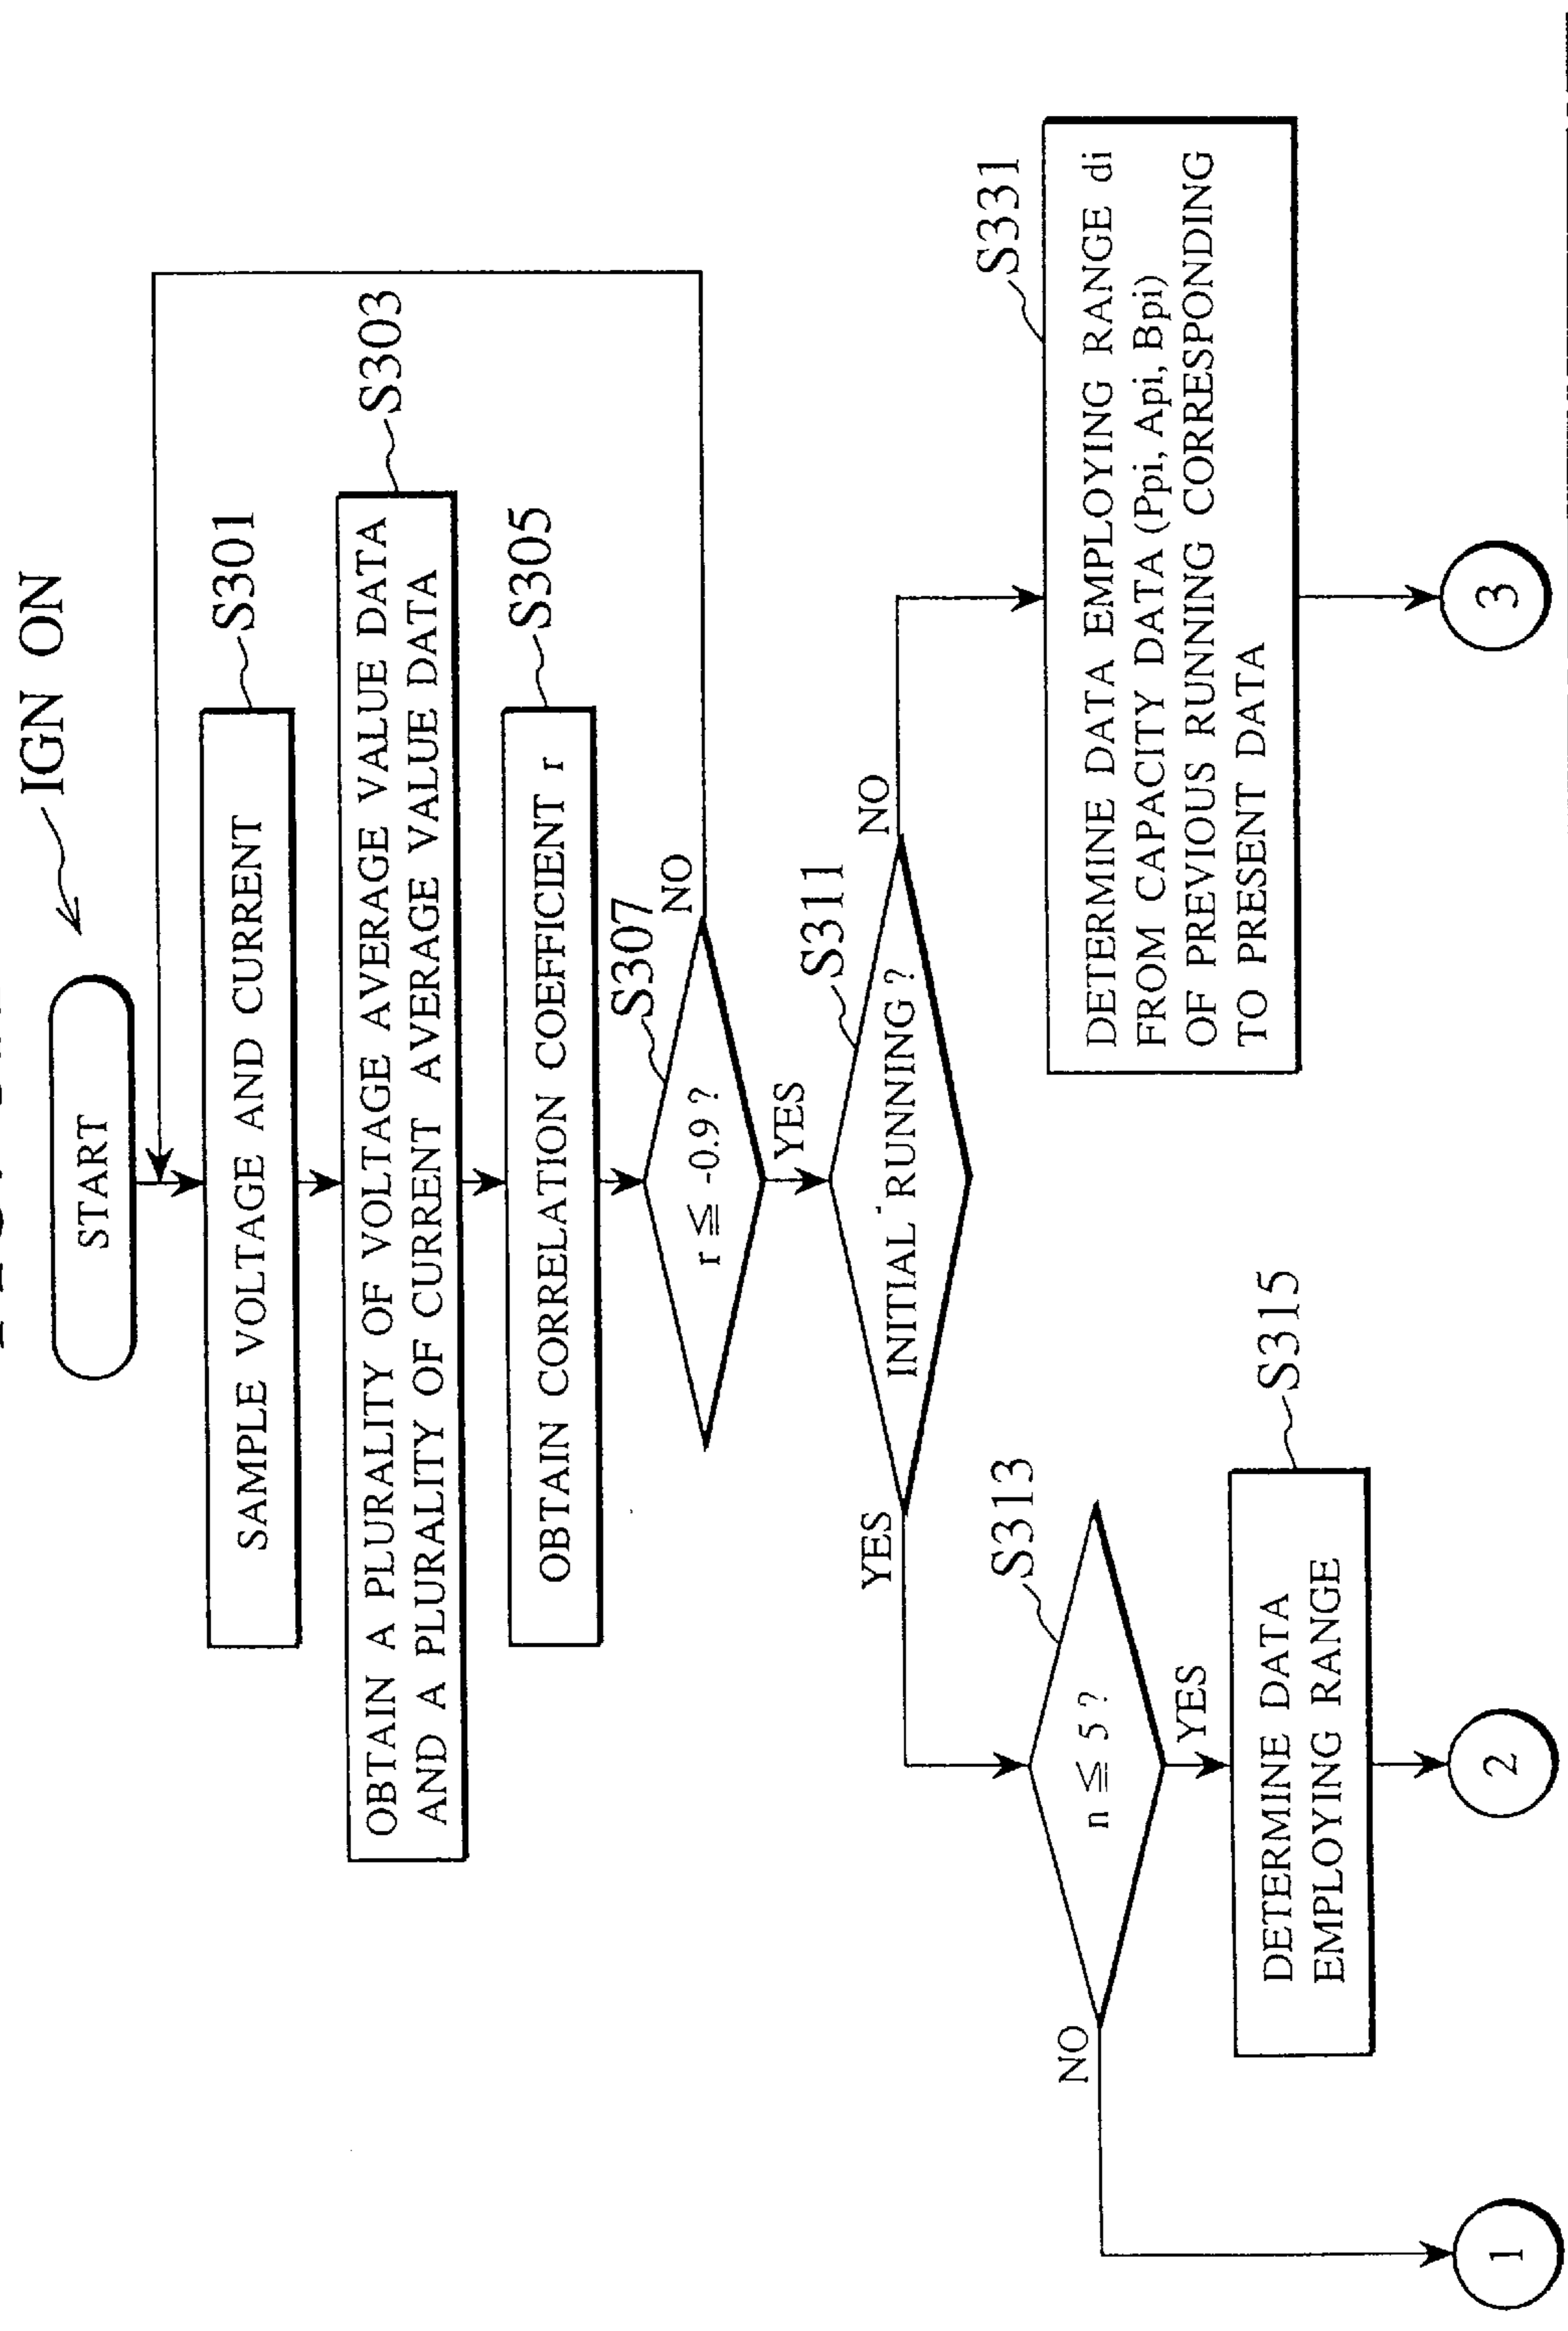 IGN ON
START
SAMPLE VOLTAGE AND CURRENT
S301
OBTAIN A PLURALITY OF VOLTAGE AVERAGE VALUE DATA
AND A PLURALITY OF CURRENT AVERAGE VALUE DATA
S303
OBTAIN CORRELATION COEFFICIENT r
S305
r ≦ -0.9 ?
S307
NO
YES
INITIAL RUNNING ?
S311
YES
NO
n ≦ 5 ?
S313
NO
YES
DETERMINE DATA
EMPLOYING RANGE
S315
DETERMINE DATA EMPLOYING RANGE di
FROM CAPACITY DATA (Ppi, Api, Bpi)
OF PREVIOUS RUNNING CORRESPONDING
TO PRESENT DATA
S331
1
2
3